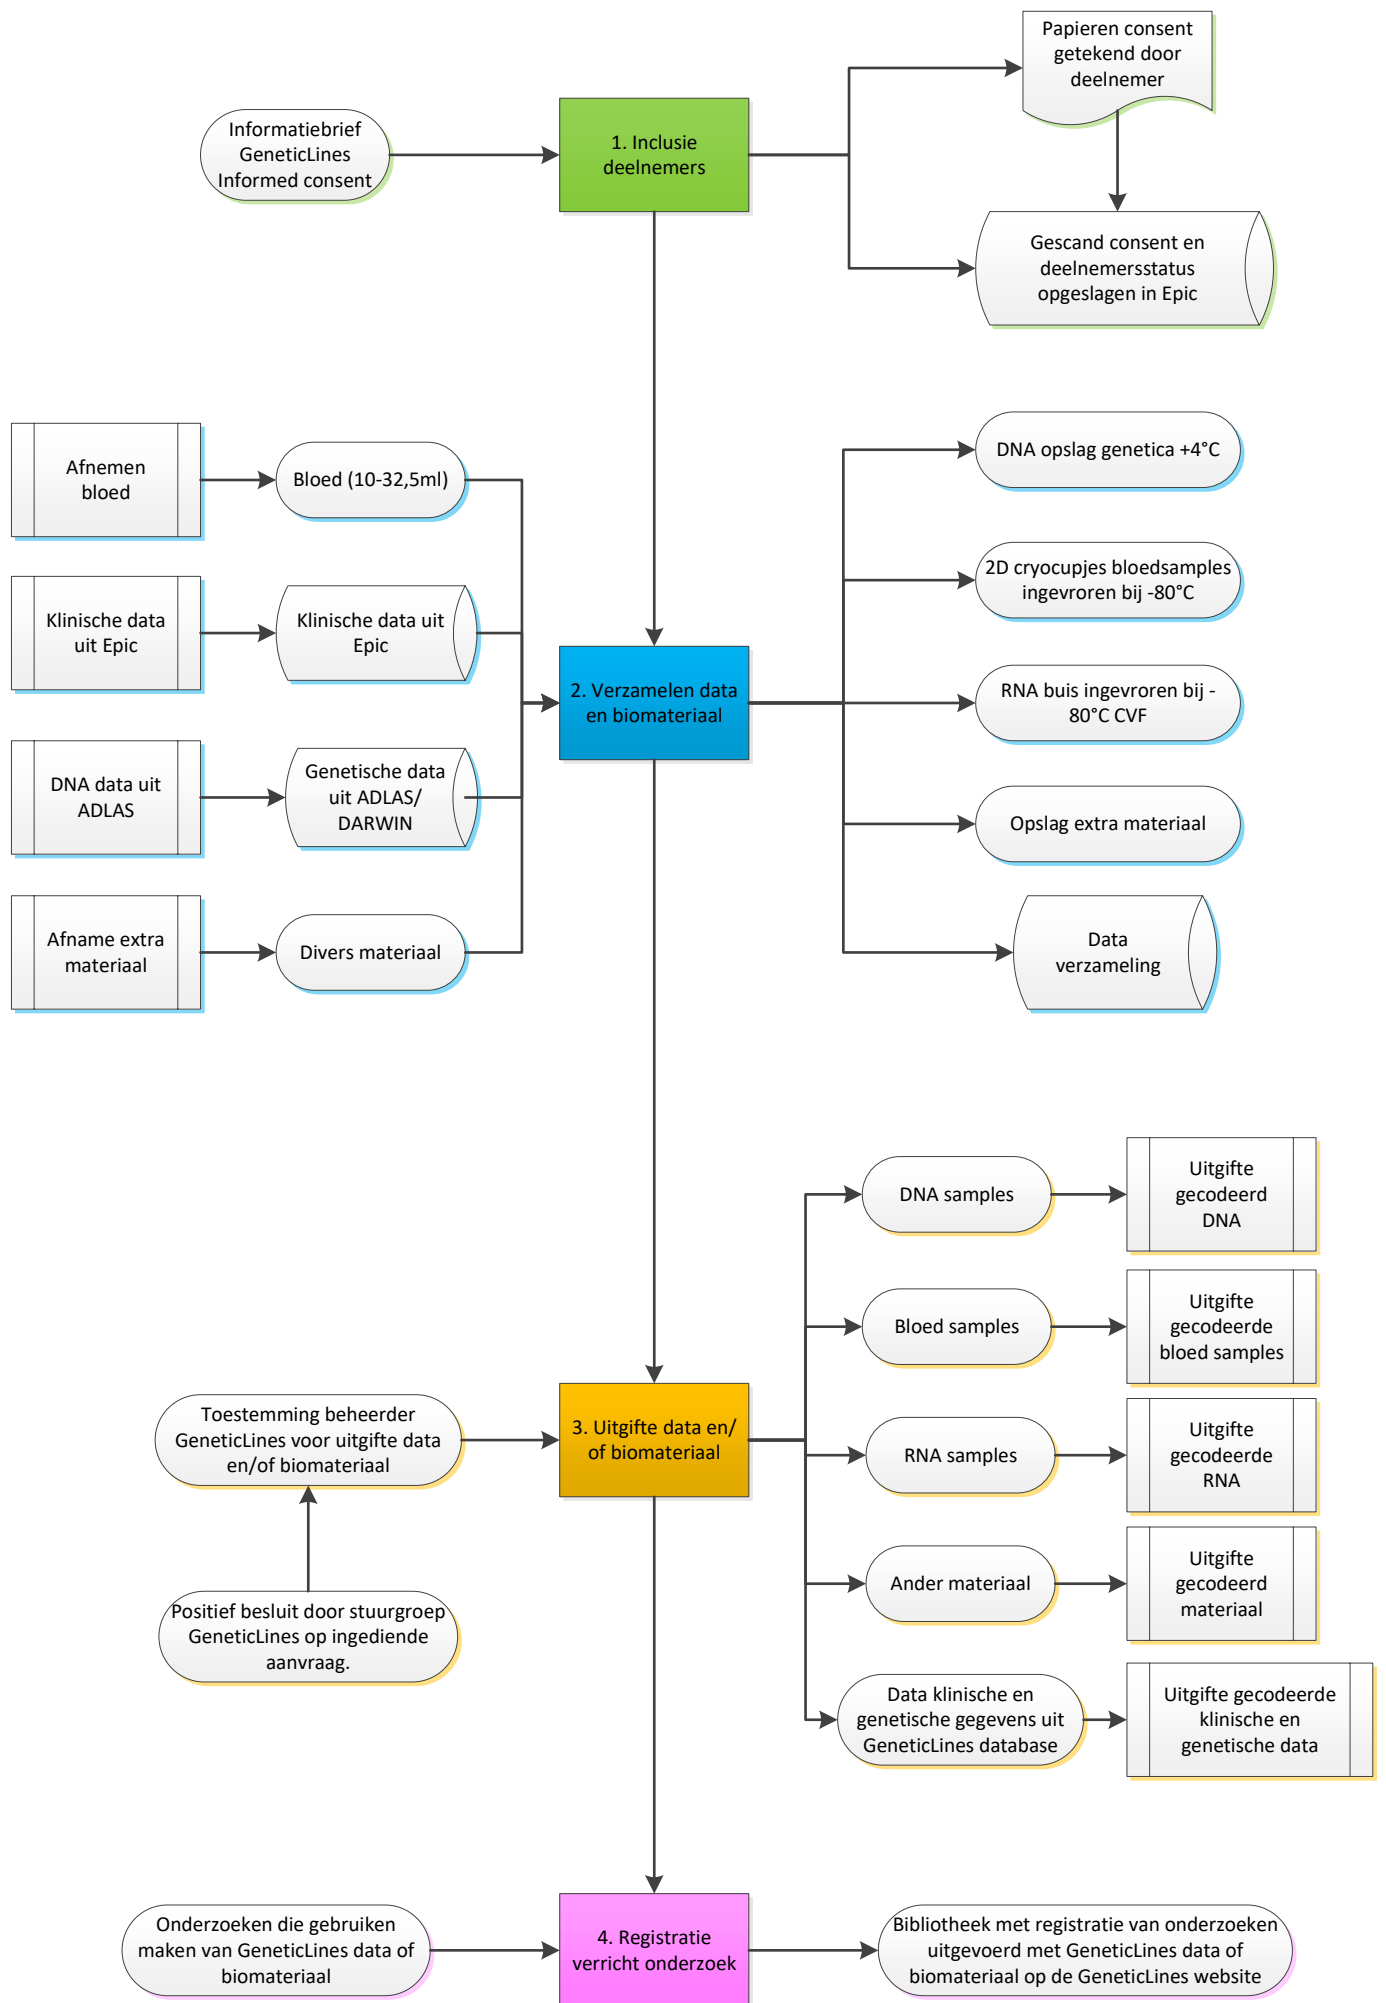 Papieren consent
getekend door
deelnemer
Informatiebrief
GeneticLines
Informed consent
1. Inclusie
deelnemers
Gescand consent en
deelnemersstatus
opgeslagen in Epic
Afnemen
bloed
Bloed (10-32,5ml)
DNA opslag genetica +4°C
2D cryocupjes bloedsamples
ingevroren bij -80°C
Klinische data
uit Epic
Klinische data uit
Epic
2. Verzamelen data
en biomateriaal
RNA buis ingevroren bij -
80°C CVF
DNA data uit
ADLAS
Genetische data
uit ADLAS/
DARWIN
Opslag extra materiaal
Afname extra
materiaal
Divers materiaal
Data
verzameling
DNA samples
Uitgifte
gecodeerd
DNA
Bloed samples
Uitgifte
gecodeerde
bloed samples
Toestemming beheerder
GeneticLines voor uitgifte data
en/of biomateriaal
3. Uitgifte data en/
of biomateriaal
RNA samples
Uitgifte
gecodeerde
RNA
Positief besluit door stuurgroep
GeneticLines op ingediende
aanvraag.
Ander materiaal
Uitgifte
gecodeerd
materiaal
Data klinische en
genetische gegevens uit
GeneticLines database
Uitgifte gecodeerde
klinische en
genetische data
Onderzoeken die gebruiken
maken van GeneticLines data of
biomateriaal
4. Registratie
verricht onderzoek
Bibliotheek met registratie van onderzoeken
uitgevoerd met GeneticLines data of
biomateriaal op de GeneticLines website